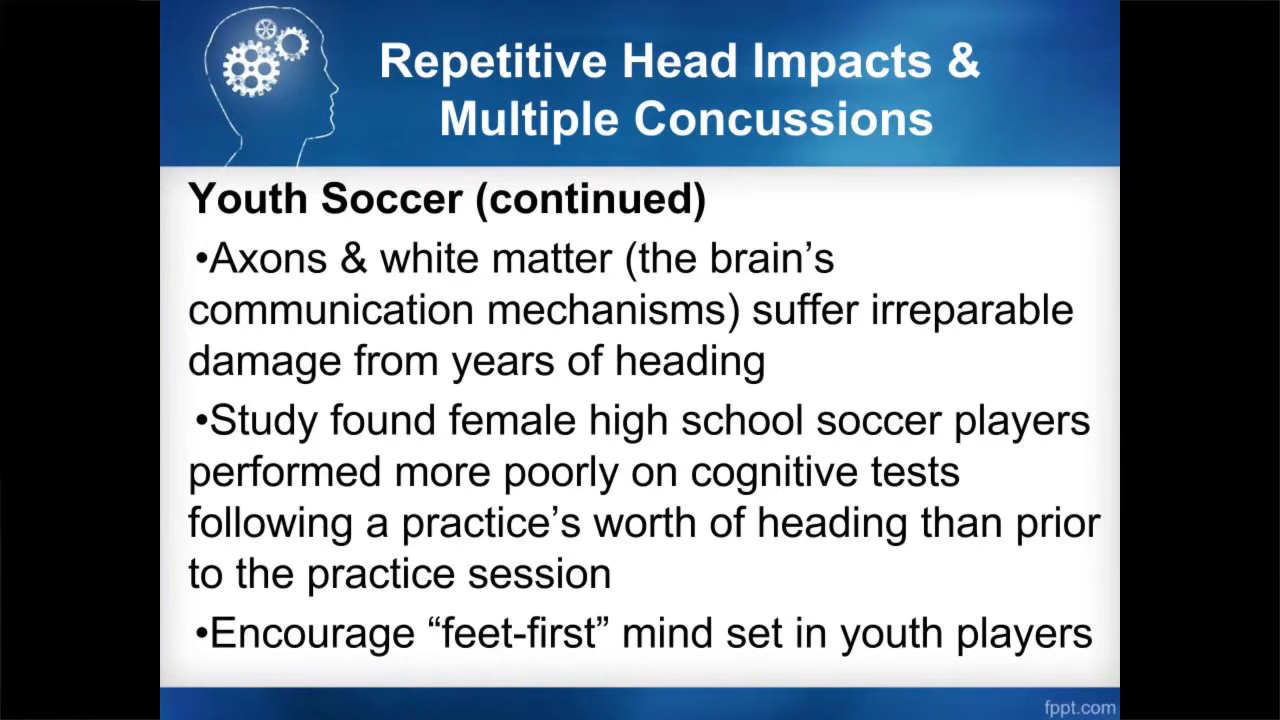 Repetitive Head Impacts &
Multiple Concussions
Youth Soccer (continued)
•Axons & white matter (the brain’s
communication mechanisms) suffer irreparable
damage from years of heading
•Study found female high school soccer players
performed more poorly on cognitive tests
following a practice’s worth of heading than prior
to the practice session
•Encourage “feet-first” mind set in youth players
fppt.com